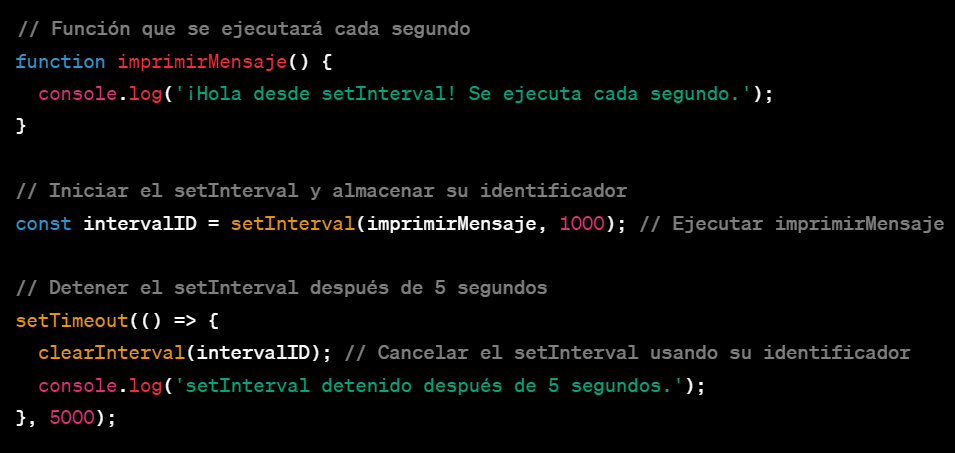 // Función que se ejecutará cada segundo
function imprimirMensaje() {
  console.log('¡Hola desde setInterval! Se ejecuta cada segundo.');
}
// Iniciar el setInterval y almacenar su identificador
const intervalID = setInterval(imprimirMensaje, 1000); // Ejecutar imprimirMensaje
// Detener el setInterval después de 5 segundos
setTimeout(() => {
  clearInterval(intervalID); // Cancelar el setInterval usando su identificador
  console.log('setInterval detenido después de 5 segundos.');
}, 5000);